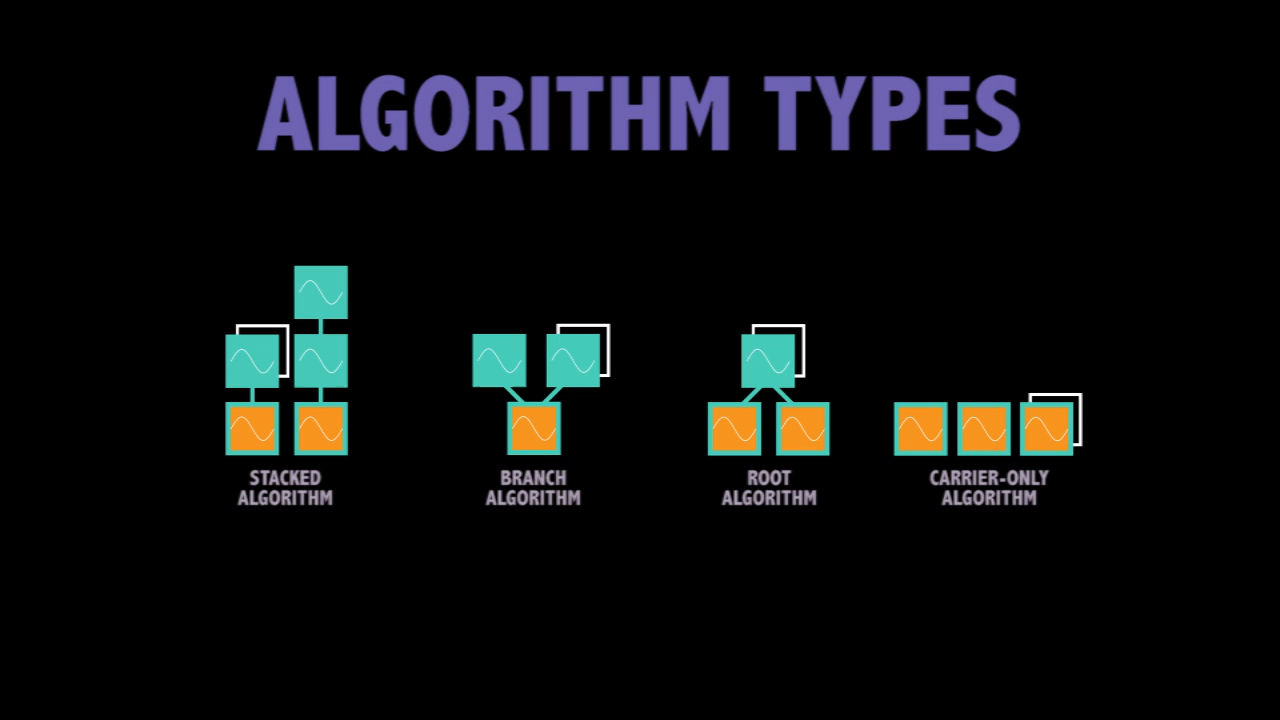 ALGORITHM TYPES
STACKED
ALGORITHM
BRANCH
ALGORITHM
ROOT
ALGORITHM
CARRIER-ONLY
ALGORITHM